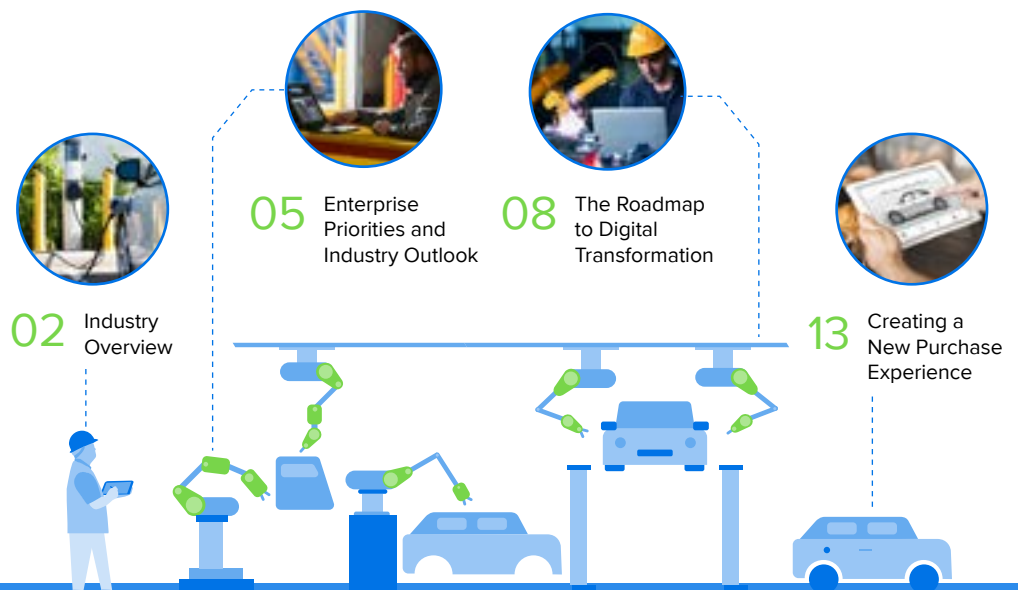 02
Industry
Overview
05
Enterprise
Priorities and
Industry Outlook
08
The Roadmap
to Digital
Transformation
13
Creating a
New Purchase
Experience